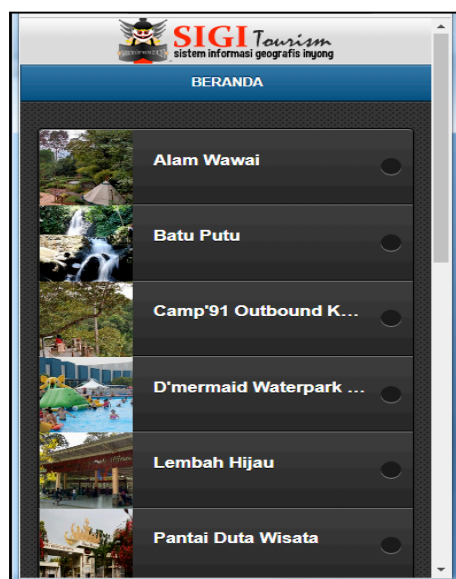 SIGI Tourism
sistem informasi geografis inyong
BERANDA
Alam Wawai
Batu Putu
Camp'91 Outbound K...
D'mermaid Waterpark ...
Lembah Hijau
Pantai Duta Wisata